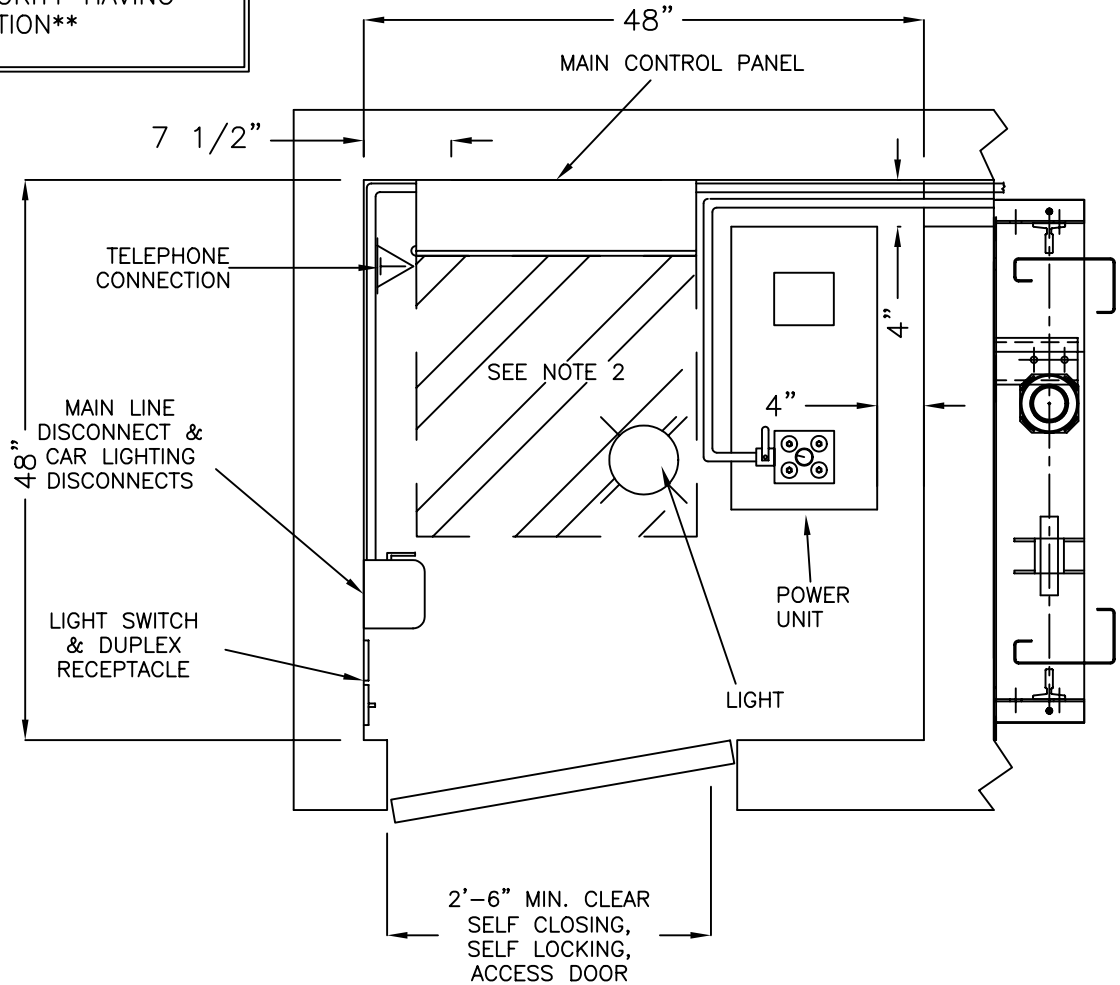 HAVING
TION**
48”
MAIN CONTROL PANEL
7 1/2”
TELEPHONE
CONNECTION
4”
SEE NOTE 2
4”
MAIN LINE
DISCONNECT &
CAR LIGHTING
DISCONNECTS
48”
POWER
UNIT
LIGHT SWITCH
& DUPLEX
RECEPTACLE
LIGHT
2’-6” MIN. CLEAR
SELF CLOSING,
SELF LOCKING,
ACCESS DOOR